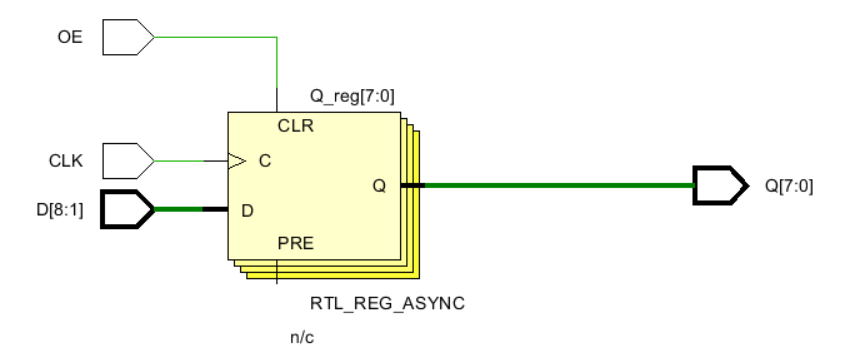 OE
Q_reg[7:0]
CLR
CLK
C
Q
Q[7:0]
D[8:1]
D
PRE
RTL_REG_ASYNC
n/c